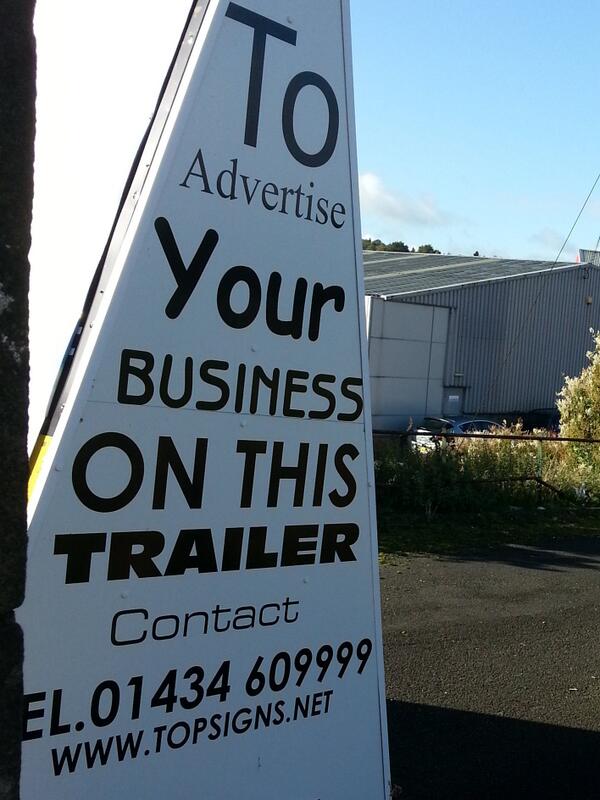 To
Advertise
Your
BUSINESS
ON THIS
TRAILER
Contact
EL.01434 609999
WWW.TOPSIGNS.NET